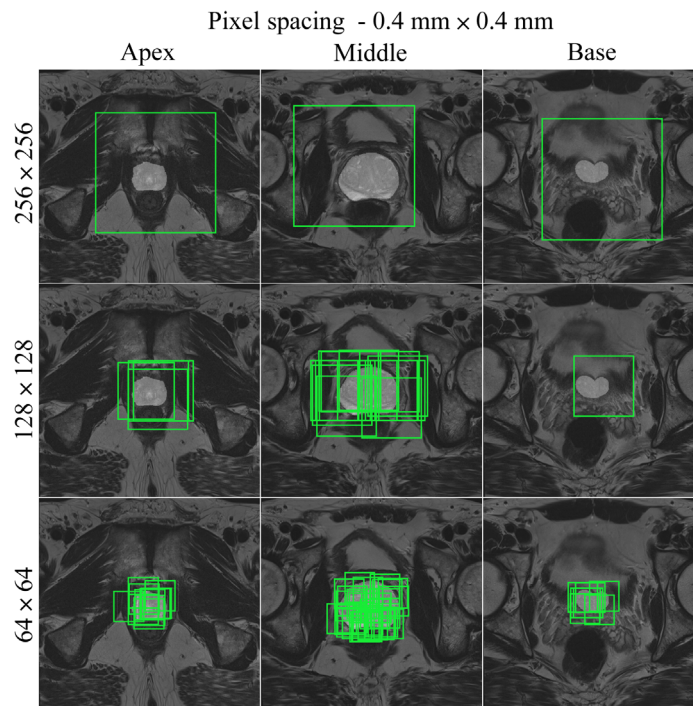 Pixel spacing - 0.4 mm × 0.4 mm
Apex Middle Base
256 × 256
128 × 128
64 × 64